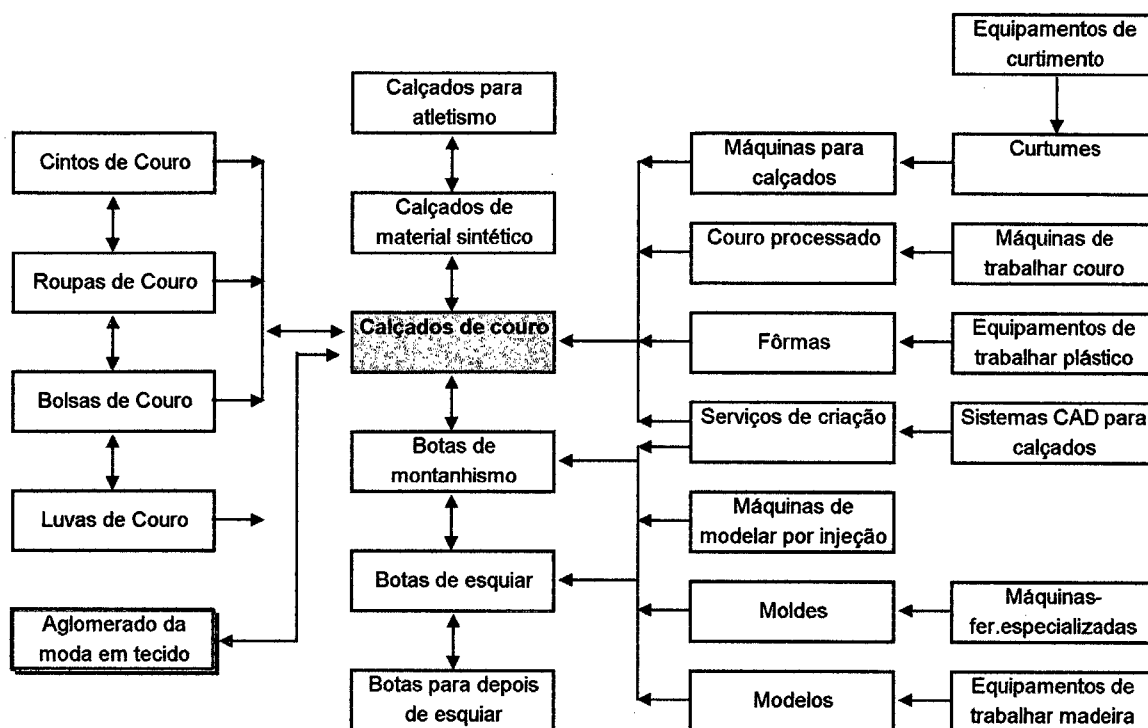 Equipamentos de
curtimento
Calçados para
atletismo
Cintos de Couro
Máquinas para
calçados
Curtumes
Calçados de
material sintético
Couro processado
Máquinas de
trabalhar couro
Roupas de Couro
Calçados de couro
Fôrmas
Equipamentos de
trabalhar plástico
Bolsas de Couro
Serviços de criação
Sistemas CAD para
calçados
Botas de
montanhismo
Luvas de Couro
Máquinas de
modelar por injeção
Botas de esquiar
Moldes
Máquinas-
fer.especializadas
Aglomerado da
moda em tecido
Botas para depois
de esquiar
Modelos
Equipamentos de
trabalhar madeira